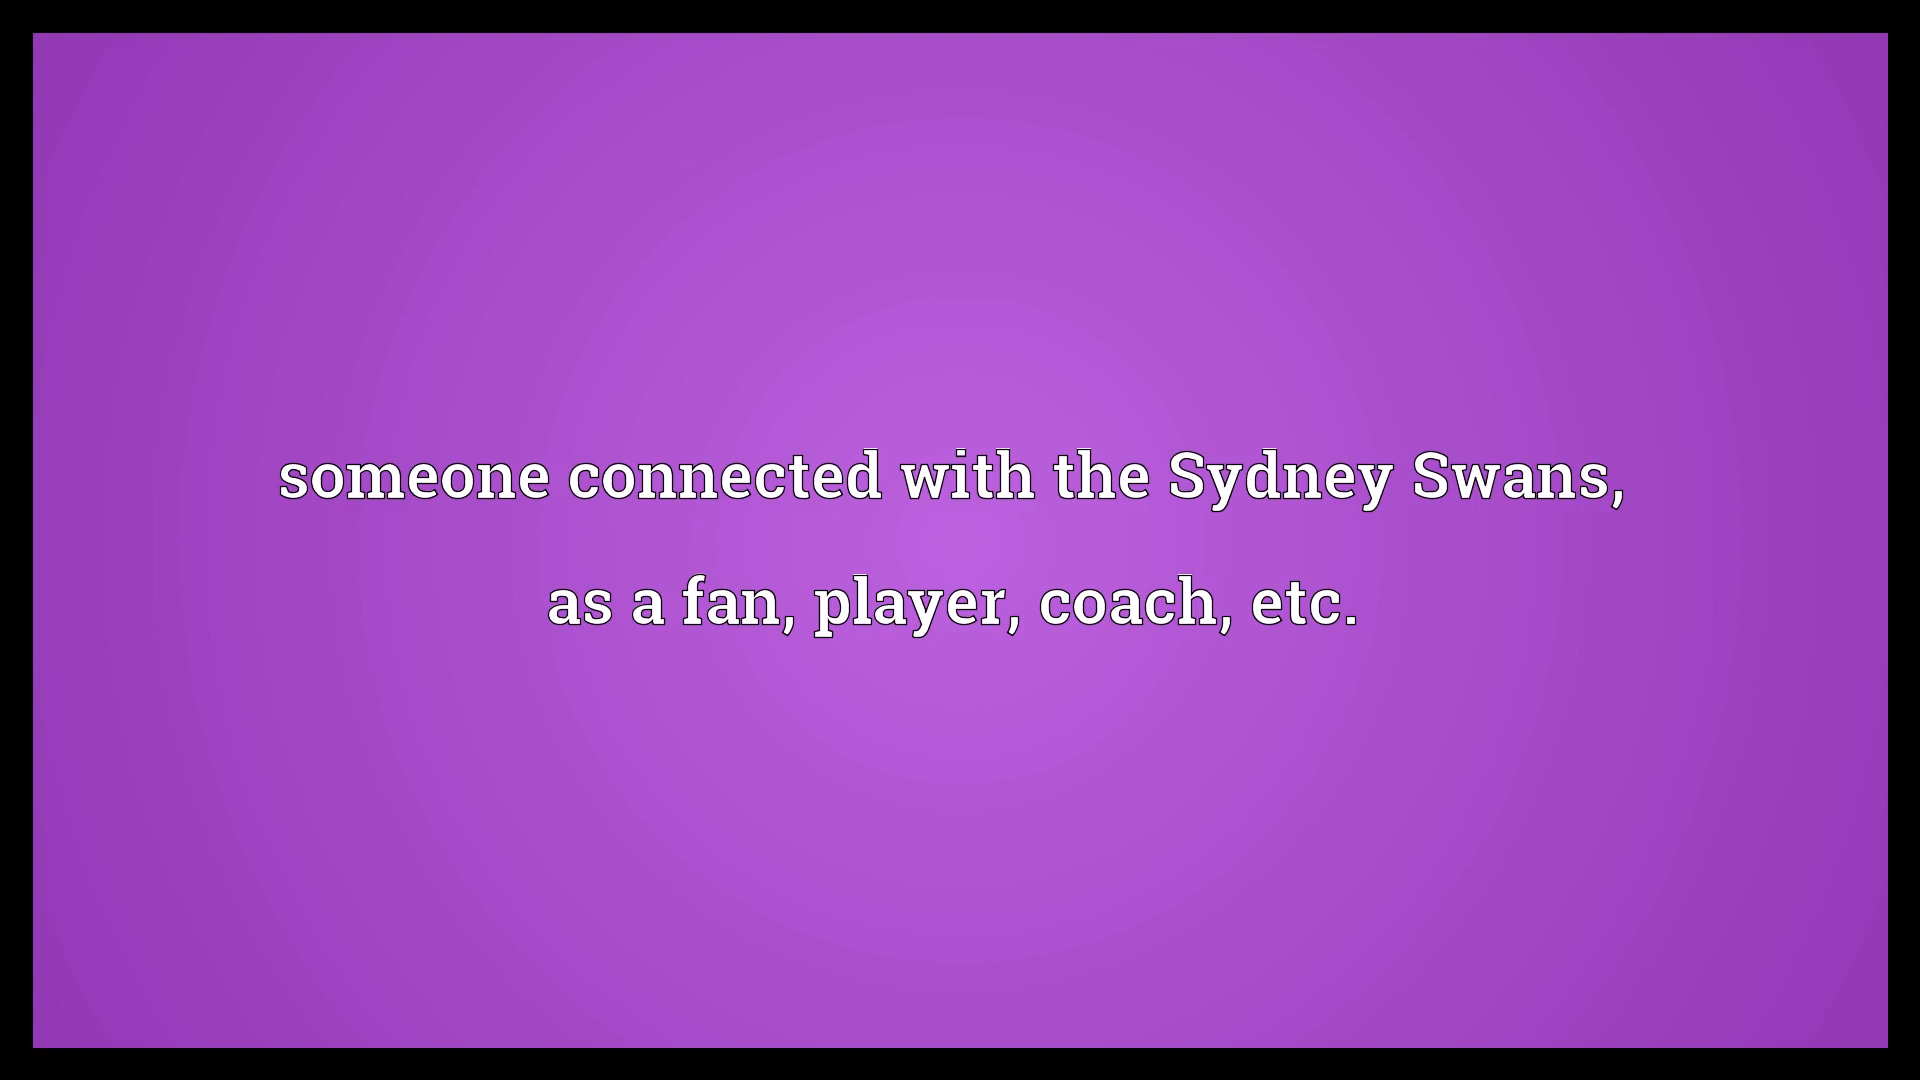 someone connected with the Sydney Swans,
as a fan, player, coach, etc.